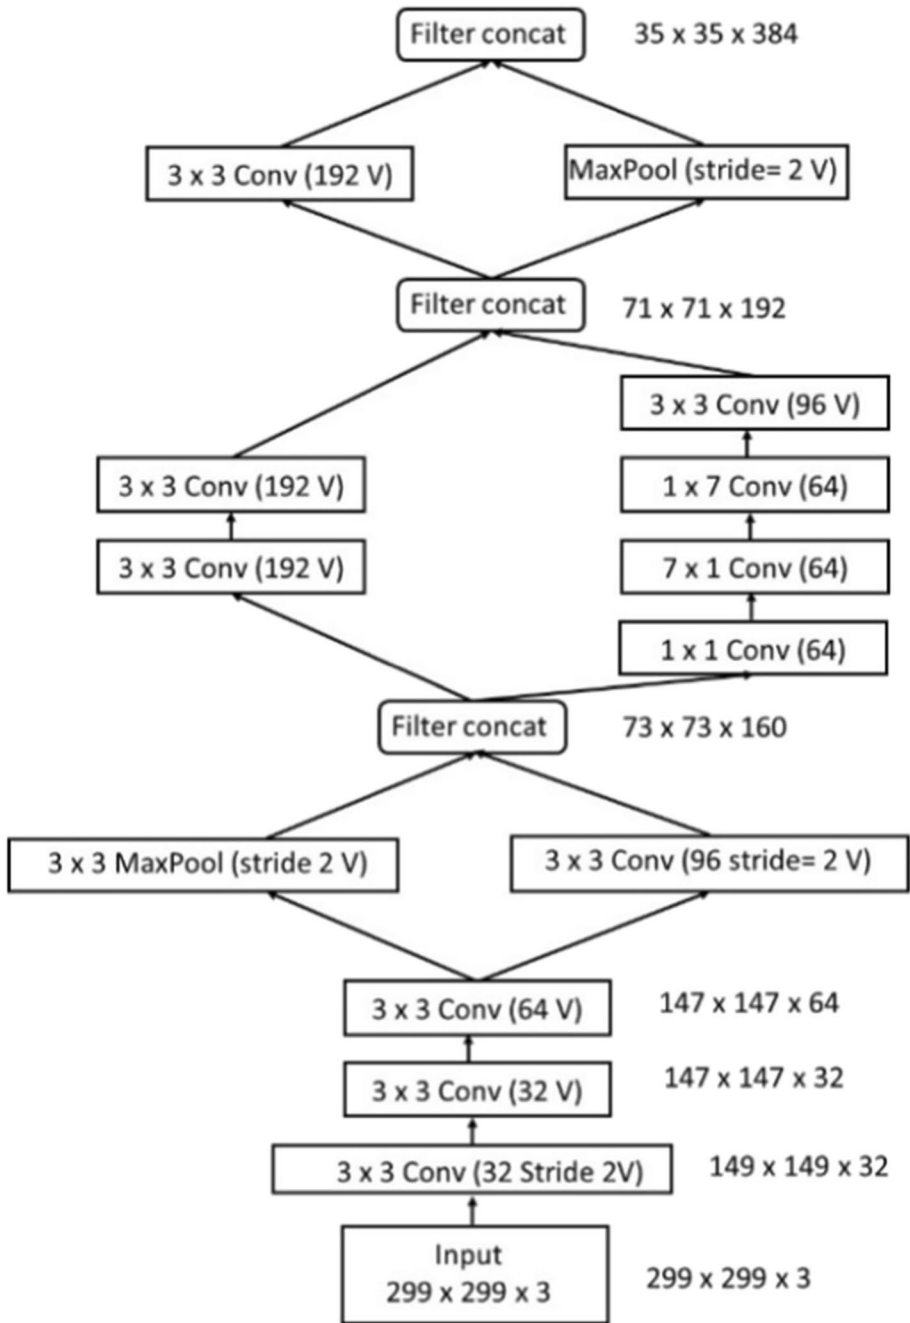 Filter concat
35 x 35 x 384
3 x 3 Conv (192 V)
MaxPool (stride= 2 V)
Filter concat
71 x 71 x 192
3 x 3 Conv (96 V)
3 x 3 Conv (192 V)
1 x 7 Conv (64)
3 x 3 Conv (192 V)
7 x 1 Conv (64)
1 x 1 Conv (64)
Filter concat
73 x 73 x 160
3 x 3 MaxPool (stride 2 V)
3 x 3 Conv (96 stride= 2 V)
3 x 3 Conv (64 V)
147 x 147 x 64
3 x 3 Conv (32 V)
147 x 147 x 32
3 x 3 Conv (32 Stride 2V)
149 x 149 x 32
Input
299 x 299 x 3
299 x 299 x 3